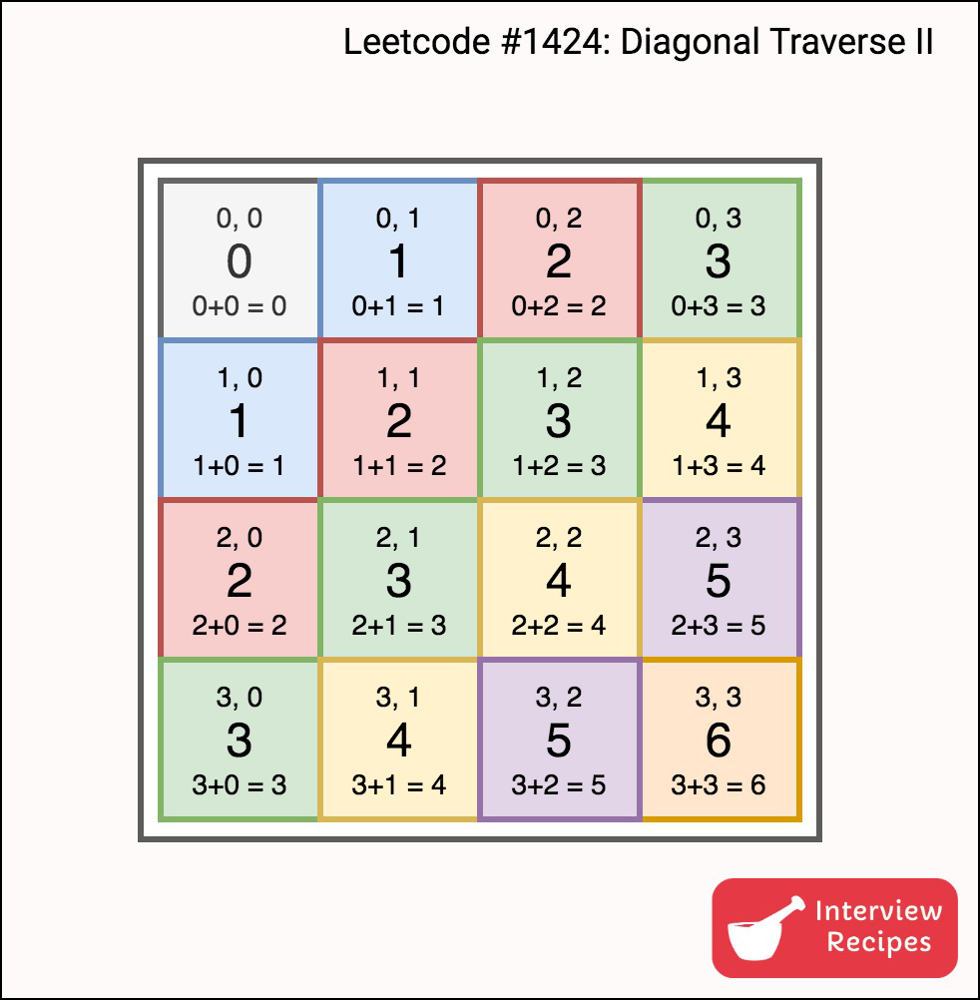 Leetcode #1424: Diagonal Traverse II
0, 0 0, 1 0, 2 0, 3
0 1 2 3
0+0 = 0 0+1 = 1 0+2 = 2 0+3 = 3
1, 0 1, 1 1, 2 1, 3
1 2 3 4
1+0 = 1 1+1 = 2 1+2 = 3 1+3 = 4
2, 0 2, 1 2, 2 2, 3
2 3 4 5
2+0 = 2 2+1 = 3 2+2 = 4 2+3 = 5
3, 0 3, 1 3, 2 3, 3
3 4 5 6
3+0 = 3 3+1 = 4 3+2 = 5 3+3 = 6
Interview
Recipes